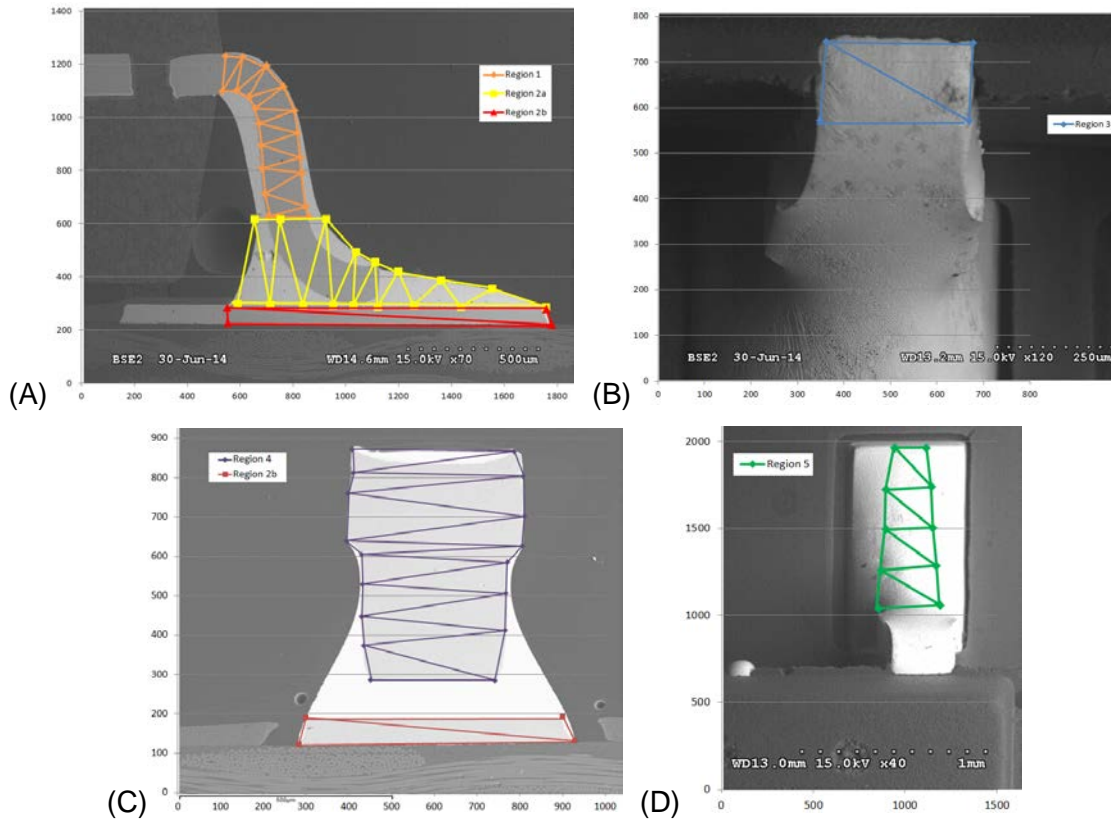 1400
1200
1000
800
600
400
200
0
Region 1
Region 2a
Region 2b
BSE2 30-Jun-14 WD14.6mm 15.0kV x70 500um
0 200 400 600 800 1000 1200 1400 1600 1800
(A)
800
700
600
500
400
300
200
100
0
Region 3
BSE2 30-Jun-14 WD13.2mm 15.0kV x120 250um
0 100 200 300 400 500 600 700 800
(B)
900
800
700
600
500
400
300
200
100
0
Region 4
Region 2b
500µm
0 100 200 300 400 500 600 700 800 900 1000
(C)
2000
1500
1000
500
0
Region 5
WD13.0mm 15.0kV x40 1mm
0 500 1000 1500
(D)